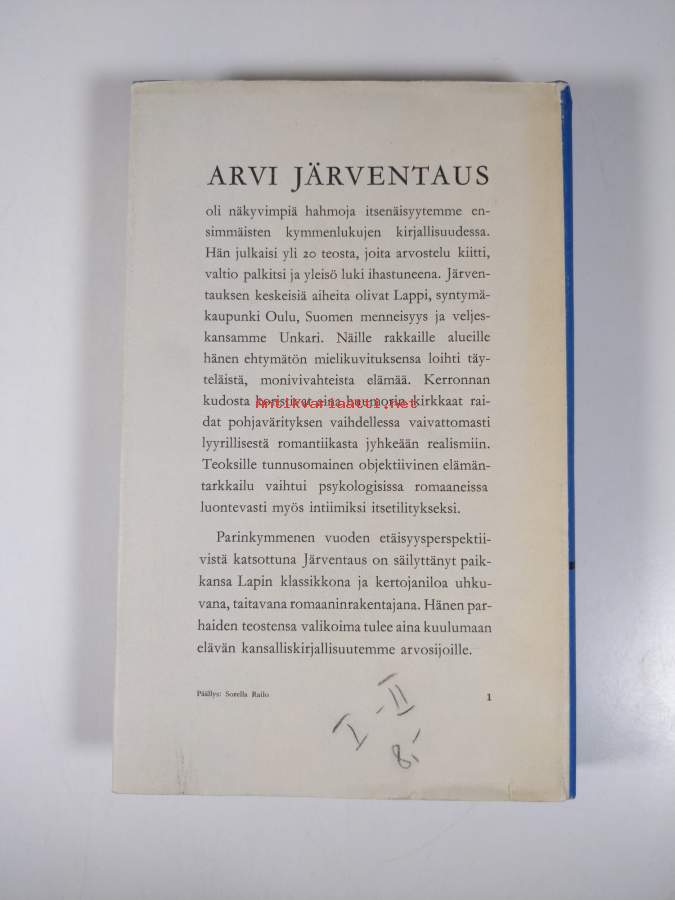 ARVI JÄRVENTAUS
oli näkyvimpiä hahmoja itsenäisyytemme en-
simmäisten kymmenlukujen kirjallisuudessa.
Hän julkaisi yli 20 teosta, joita arvostelu kiitti,
valtio palkitsi ja yleisö luki ihastuneena. Järven-
tauksen keskeisiä aiheita olivat Lappi, syntymä-
kaupunki Oulu, Suomen menneisyys ja veljes-
kansamme Unkari. Näille rakkaille alueille
hänen ehtymätön mielikuvituksensa loihti täy-
teläistä, monivivahteista elämää. Kerronnan
kudosta koristivat aina huumorin kirkkaat rai-
antikvariaatti.net
dat pohjavärityksen vaihdellessa vaivattomasti
lyyrillisestä romantiikasta jyhkeään realismiin.
Teoksille tunnusomainen objektiivinen elämän-
tarkkailu vaihtui psykologisissa romaaneissa
luontevasti myös intiimiksi itsetilitykseksi.
Parinkymmenen vuoden etäisyysperspektii-
vistä katsottuna Järventaus on säilyttänyt paik-
kansa Lapin klassikkona ja kertojaniloa uhku-
vana, taitavana romaaninrakentajana. Hänen par-
haiden teostensa valikoima tulee aina kuulumaan
elävän kansalliskirjallisuutemme arvosijoille.
Päällys: Sorella Railo
1
I - II
8,-